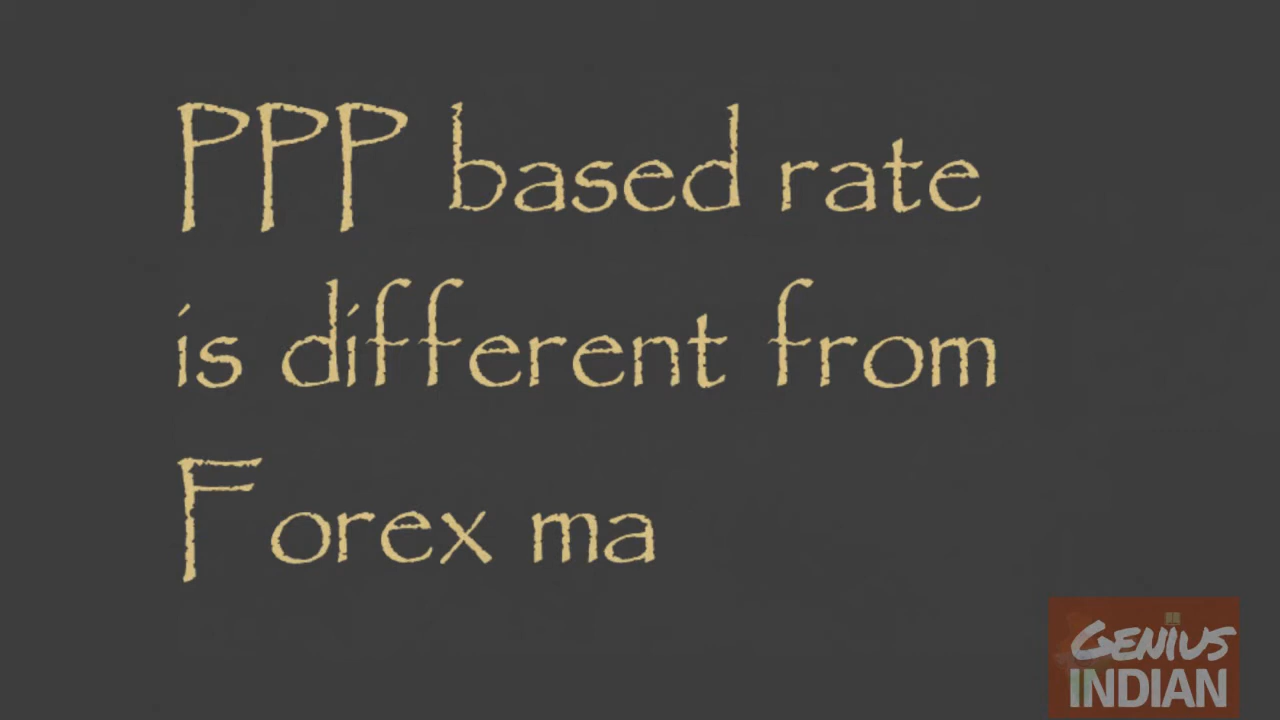 PPP based rate
is different from
Forex ma
GENIUS
INDIAN